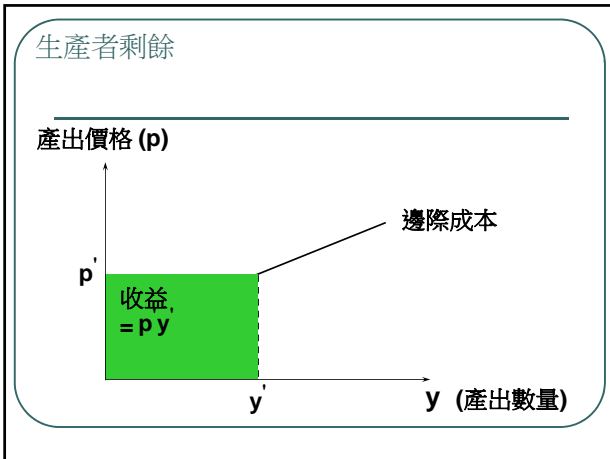 生產者剩餘
產出價格 (p)
邊際成本
p'
收益
= p'y'
y'
y (產出數量)